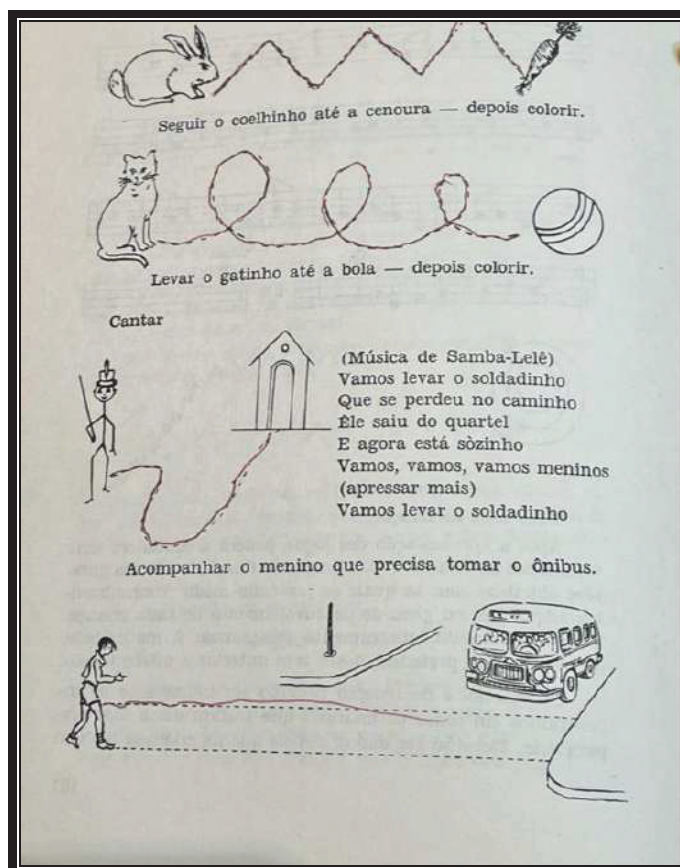 Seguir o coelhinho até a cenoura — depois colorir.
Levar o gatinho até a bola — depois colorir.
Cantar
(Música de Samba-Lelê)
Vamos levar o soldadinho
Que se perdeu no caminho
Êle saiu do quartel
E agora está sòzinho
Vamos, vamos, vamos meninos
(apressar mais)
Vamos levar o soldadinho
Acompanhar o menino que precisa tomar o ônibus.